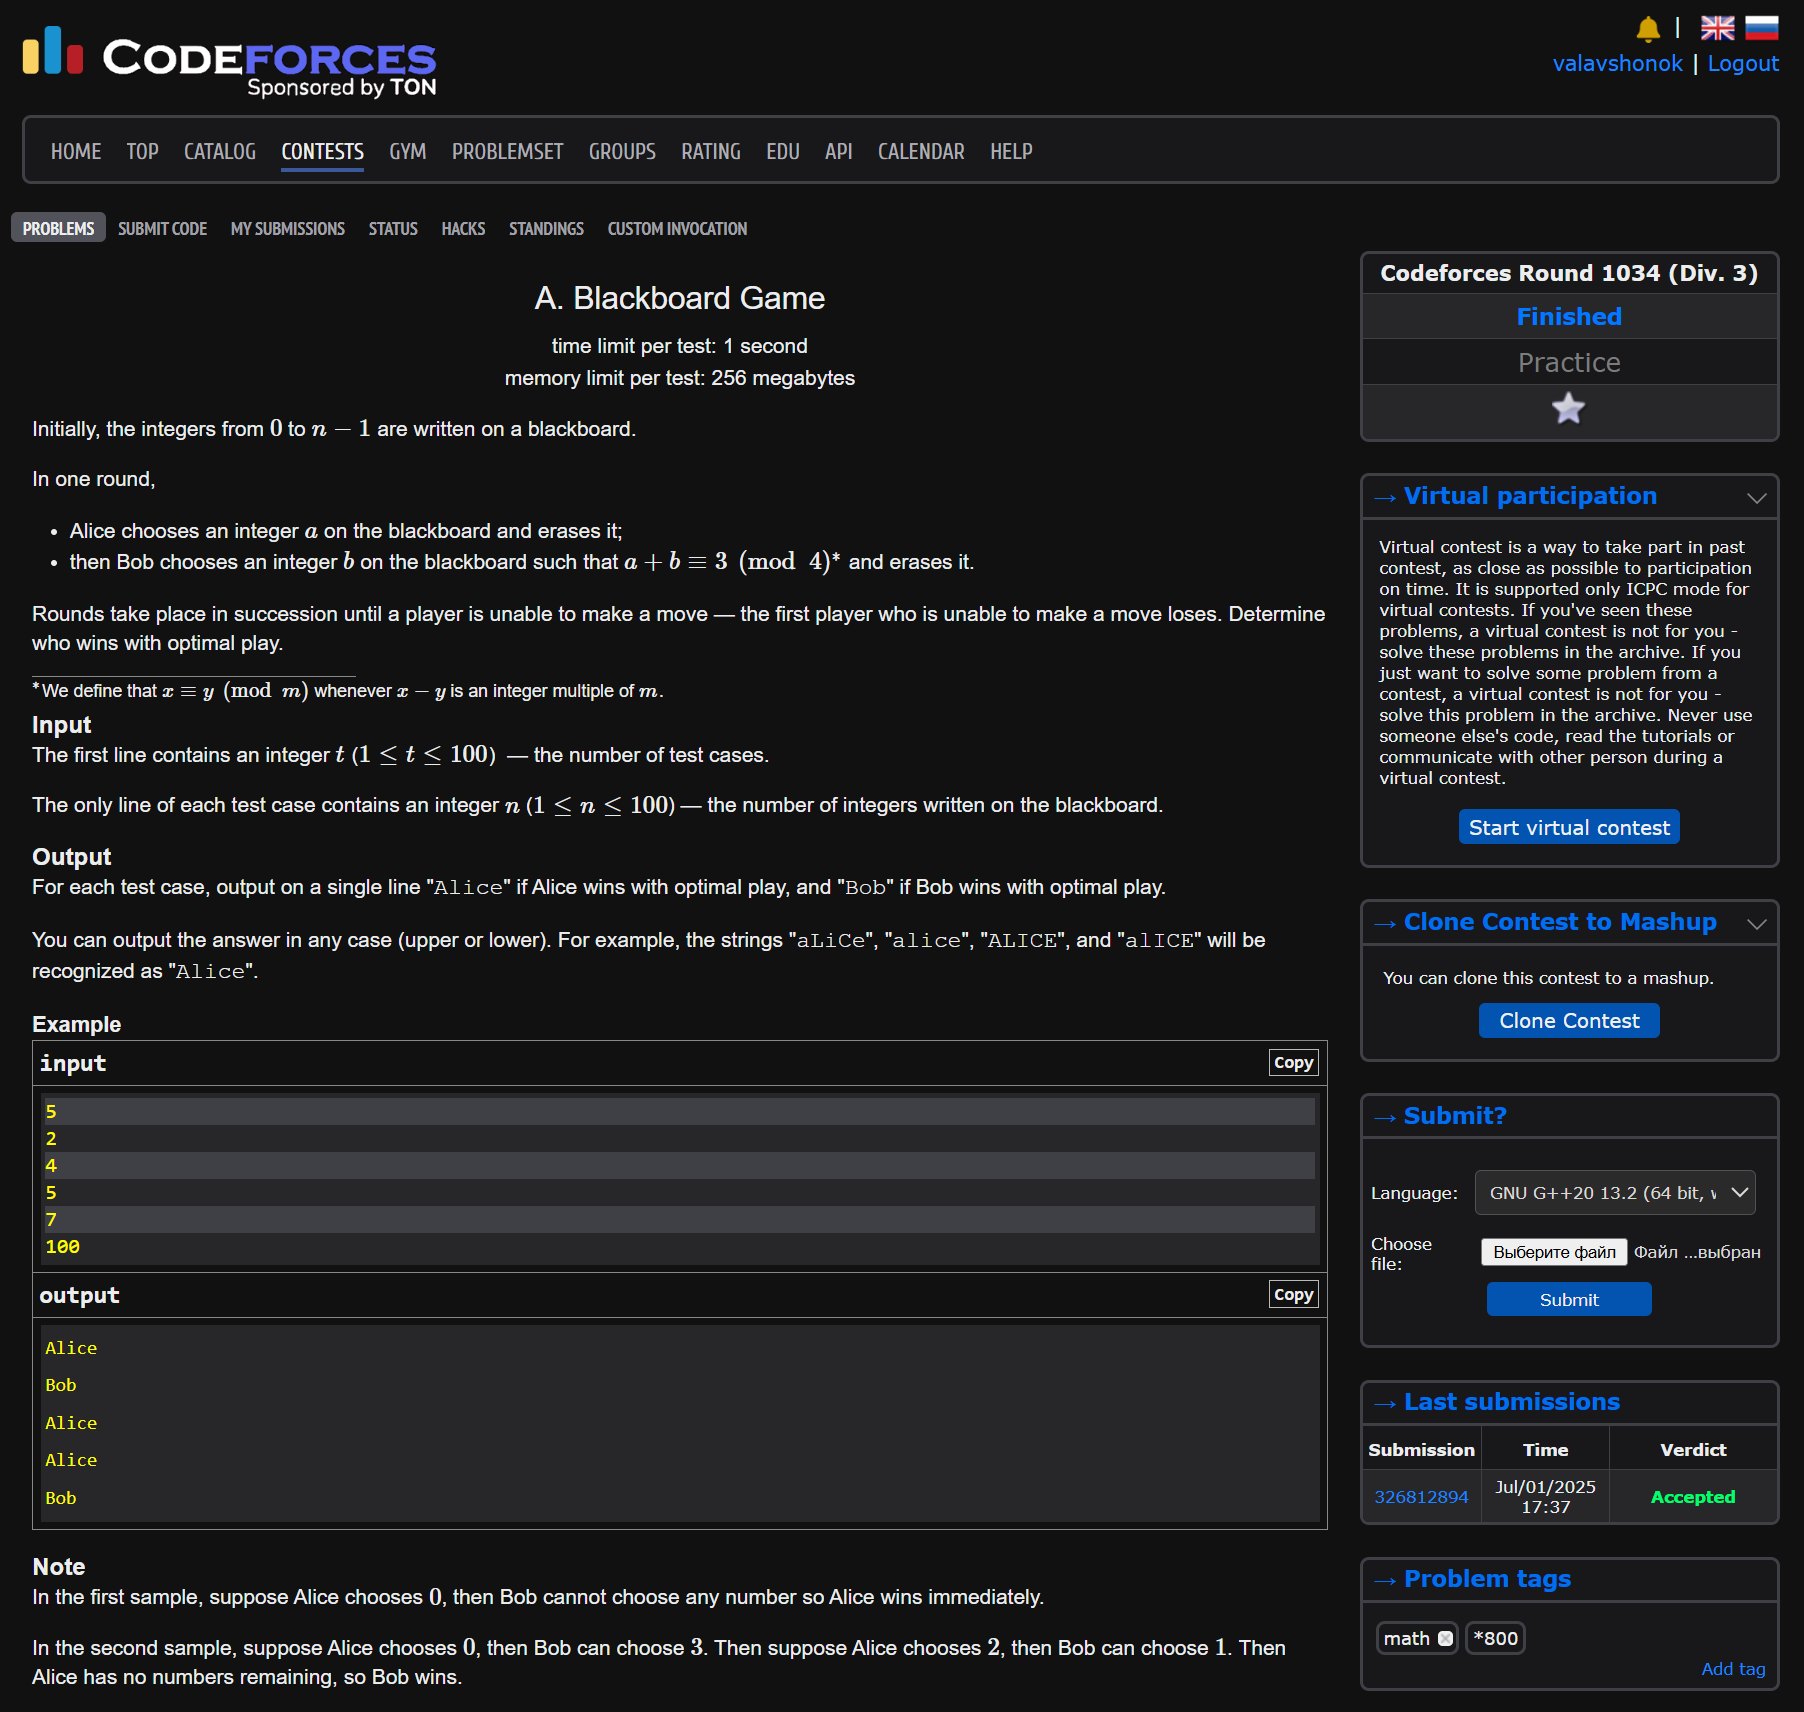 CODEFORCES
Sponsored by TON
|
valavshonok | Logout
HOME TOP CATALOG CONTESTS GYM PROBLEMSET GROUPS RATING EDU API CALENDAR HELP
PROBLEMS SUBMIT CODE MY SUBMISSIONS STATUS HACKS STANDINGS CUSTOM INVOCATION
A. Blackboard Game
time limit per test: 1 second
memory limit per test: 256 megabytes
Initially, the integers from 0 to n − 1 are written on a blackboard.
In one round,
• Alice chooses an integer a on the blackboard and erases it;
• then Bob chooses an integer b on the blackboard such that a + b ≡ 3 (mod 4)* and erases it.
Rounds take place in succession until a player is unable to make a move — the first player who is unable to make a move loses. Determine
who wins with optimal play.
* We define that x ≡ y (mod m) whenever x − y is an integer multiple of m.
Input
The first line contains an integer t (1 ≤ t ≤ 100) — the number of test cases.
The only line of each test case contains an integer n (1 ≤ n ≤ 100) — the number of integers written on the blackboard.
Output
For each test case, output on a single line "Alice" if Alice wins with optimal play, and "Bob" if Bob wins with optimal play.
You can output the answer in any case (upper or lower). For example, the strings "aLiCe", "alice", "ALICE", and "alICE" will be
recognized as "Alice".
Example
input Copy
5
2
4
5
7
100
output Copy
Alice
Bob
Alice
Alice
Bob
Note
In the first sample, suppose Alice chooses 0, then Bob cannot choose any number so Alice wins immediately.
In the second sample, suppose Alice chooses 0, then Bob can choose 3. Then suppose Alice chooses 2, then Bob can choose 1. Then
Alice has no numbers remaining, so Bob wins.
Codeforces Round 1034 (Div. 3)
Finished
Practice
→ Virtual participation
Virtual contest is a way to take part in past
contest, as close as possible to participation
on time. It is supported only ICPC mode for
virtual contests. If you've seen these
problems, a virtual contest is not for you -
solve these problems in the archive. If you
just want to solve some problem from a
contest, a virtual contest is not for you -
solve this problem in the archive. Never use
someone else's code, read the tutorials or
communicate with other person during a
virtual contest.
Start virtual contest
→ Clone Contest to Mashup
You can clone this contest to a mashup.
Clone Contest
→ Submit?
Language: GNU G++20 13.2 (64 bit, w
Choose
file: Выберите файл Файл ...выбран
Submit
→ Last submissions
Submission Time Verdict
326812894 Jul/01/2025
17:37 Accepted
→ Problem tags
math *800
Add tag